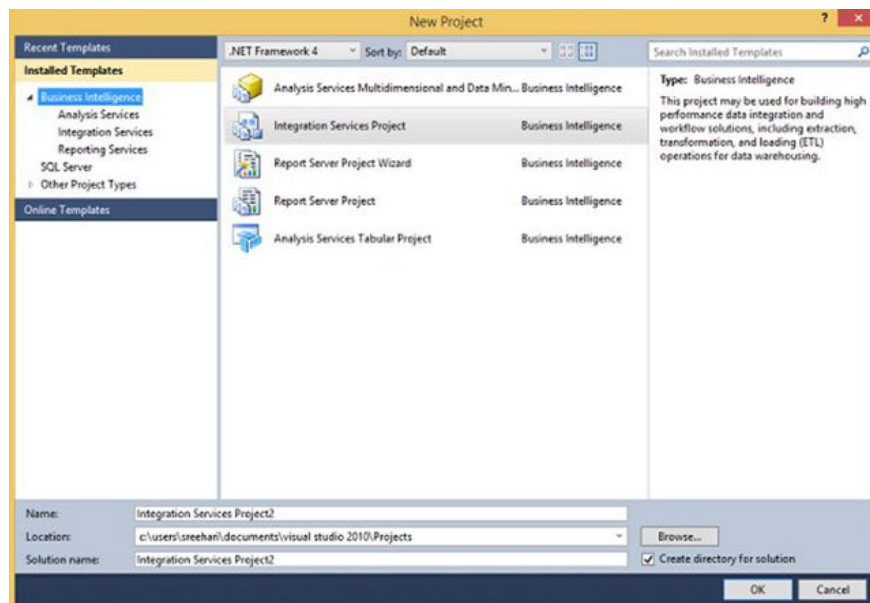 New Project
Recent Templates
Installed Templates
Business Intelligence
Analysis Services
Integration Services
Reporting Services
SQL Server
Other Project Types
Online Templates
.NET Framework 4 Sort by: Default
Analysis Services Multidimensional and Data Min... Business Intelligence
Integration Services Project Business Intelligence
Report Server Project Wizard Business Intelligence
Report Server Project Business Intelligence
Analysis Services Tabular Project Business Intelligence
Search Installed Templates
Type: Business Intelligence
This project may be used for building high
performance data integration and
workflow solutions, including extraction,
transformation, and loading (ETL)
operations for data warehousing.
Name: Integration Services Project2
Location: c:\users\sreehari\documents\visual studio 2010\Projects Browse...
Solution name: Integration Services Project2 Create directory for solution
OK Cancel